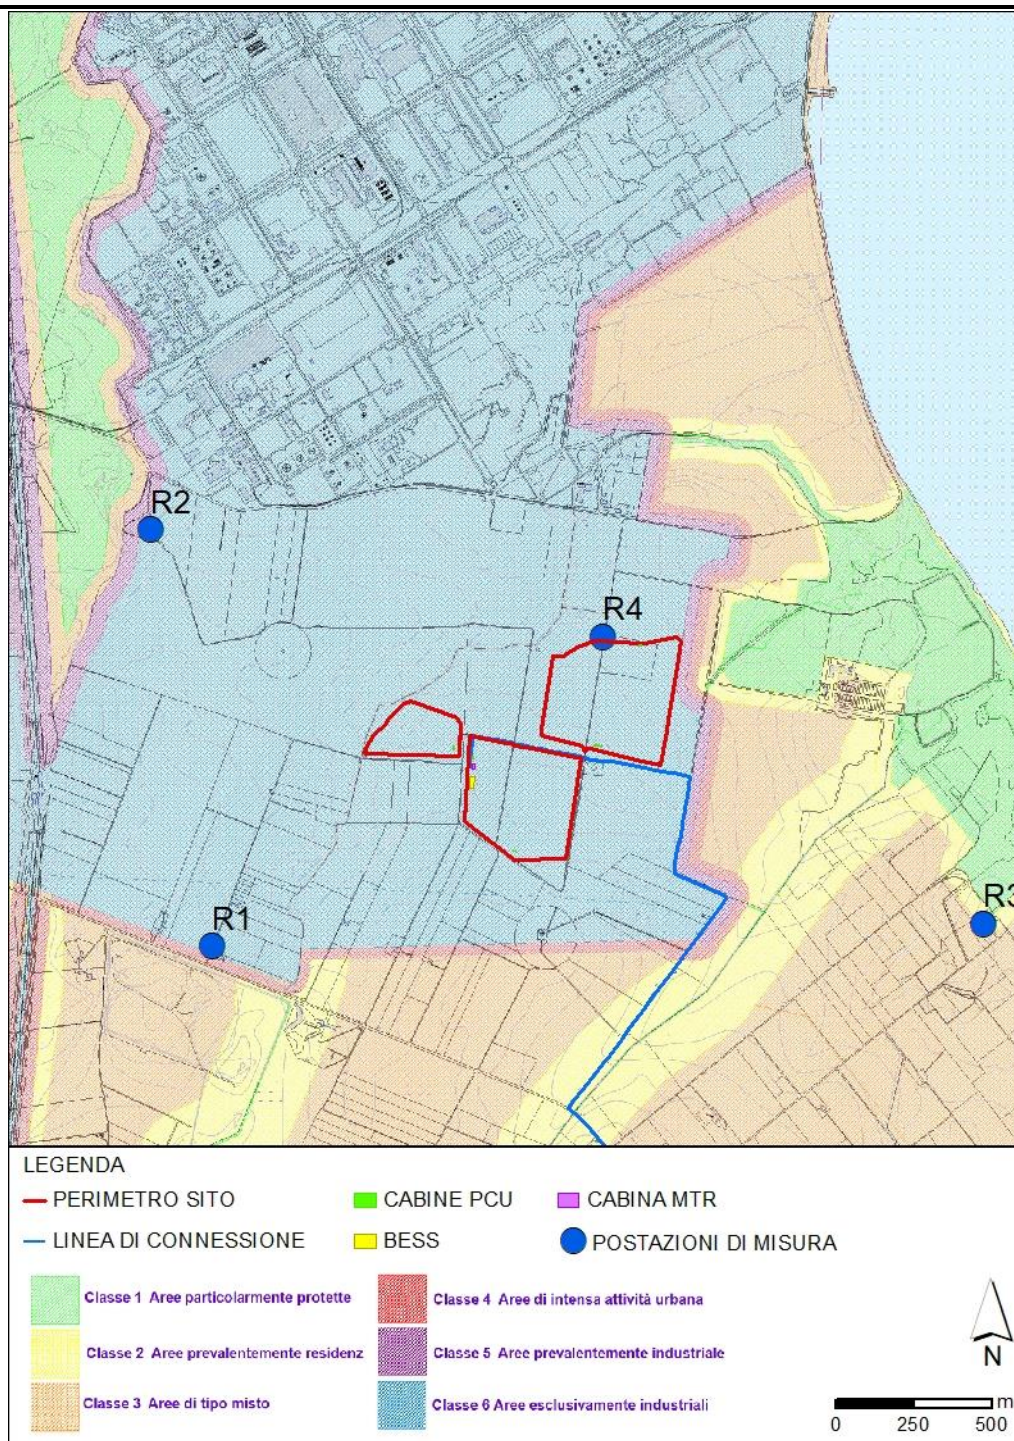 R2
R4
R1
R3
LEGENDA
PERIMETRO SITO
CABINE PCU
CABINA MTR
LINEA DI CONNESSIONE
BESS
POSTAZIONI DI MISURA
Classe 1 Aree particolarmente protette
Classe 4 Aree di intensa attività urbana
Classe 2 Aree prevalentemente residenz
Classe 5 Aree prevalentemente industriale
Classe 3 Aree di tipo misto
Classe 6 Aree esclusivamente industriali
N
m
0 250 500